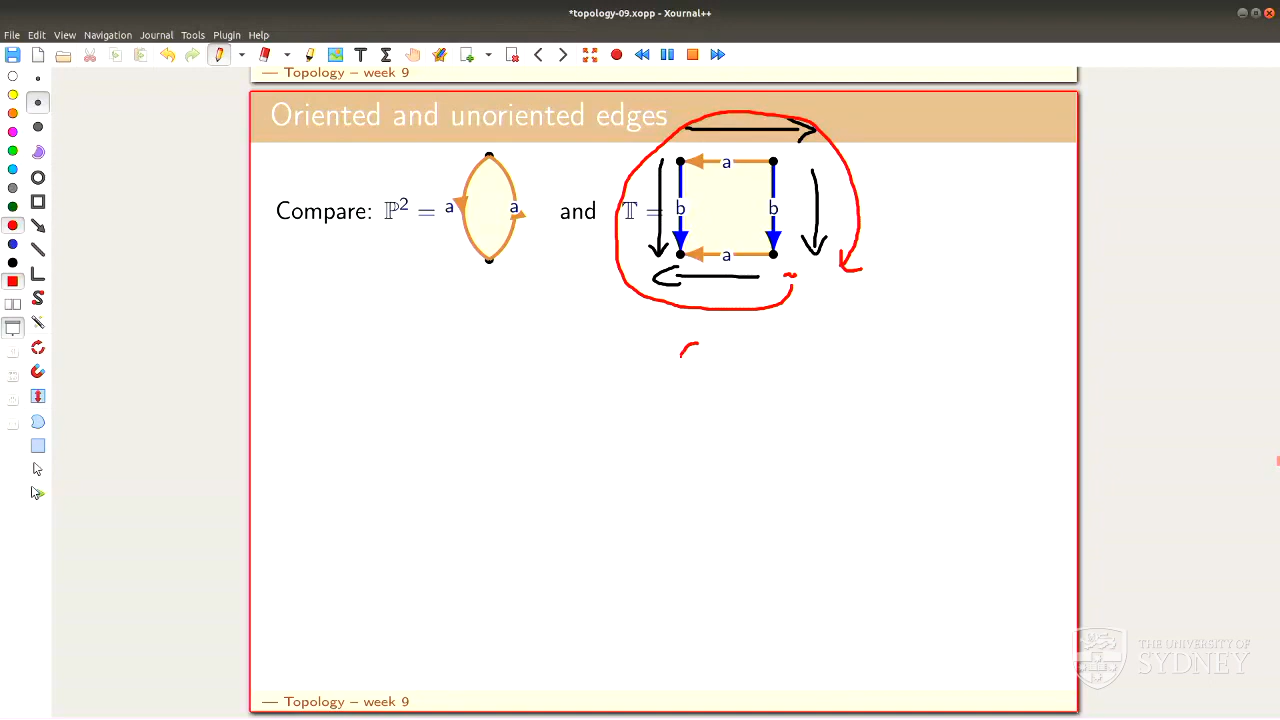 *topology-09.xopp - Xournal++
File Edit View Navigation Journal Tools Plugin Help
— Topology – week 9
Oriented and unoriented edges
Compare: ℙ² = a a and 𝕋 = a b b a
THE UNIVERSITY OF
SYDNEY
— Topology – week 9